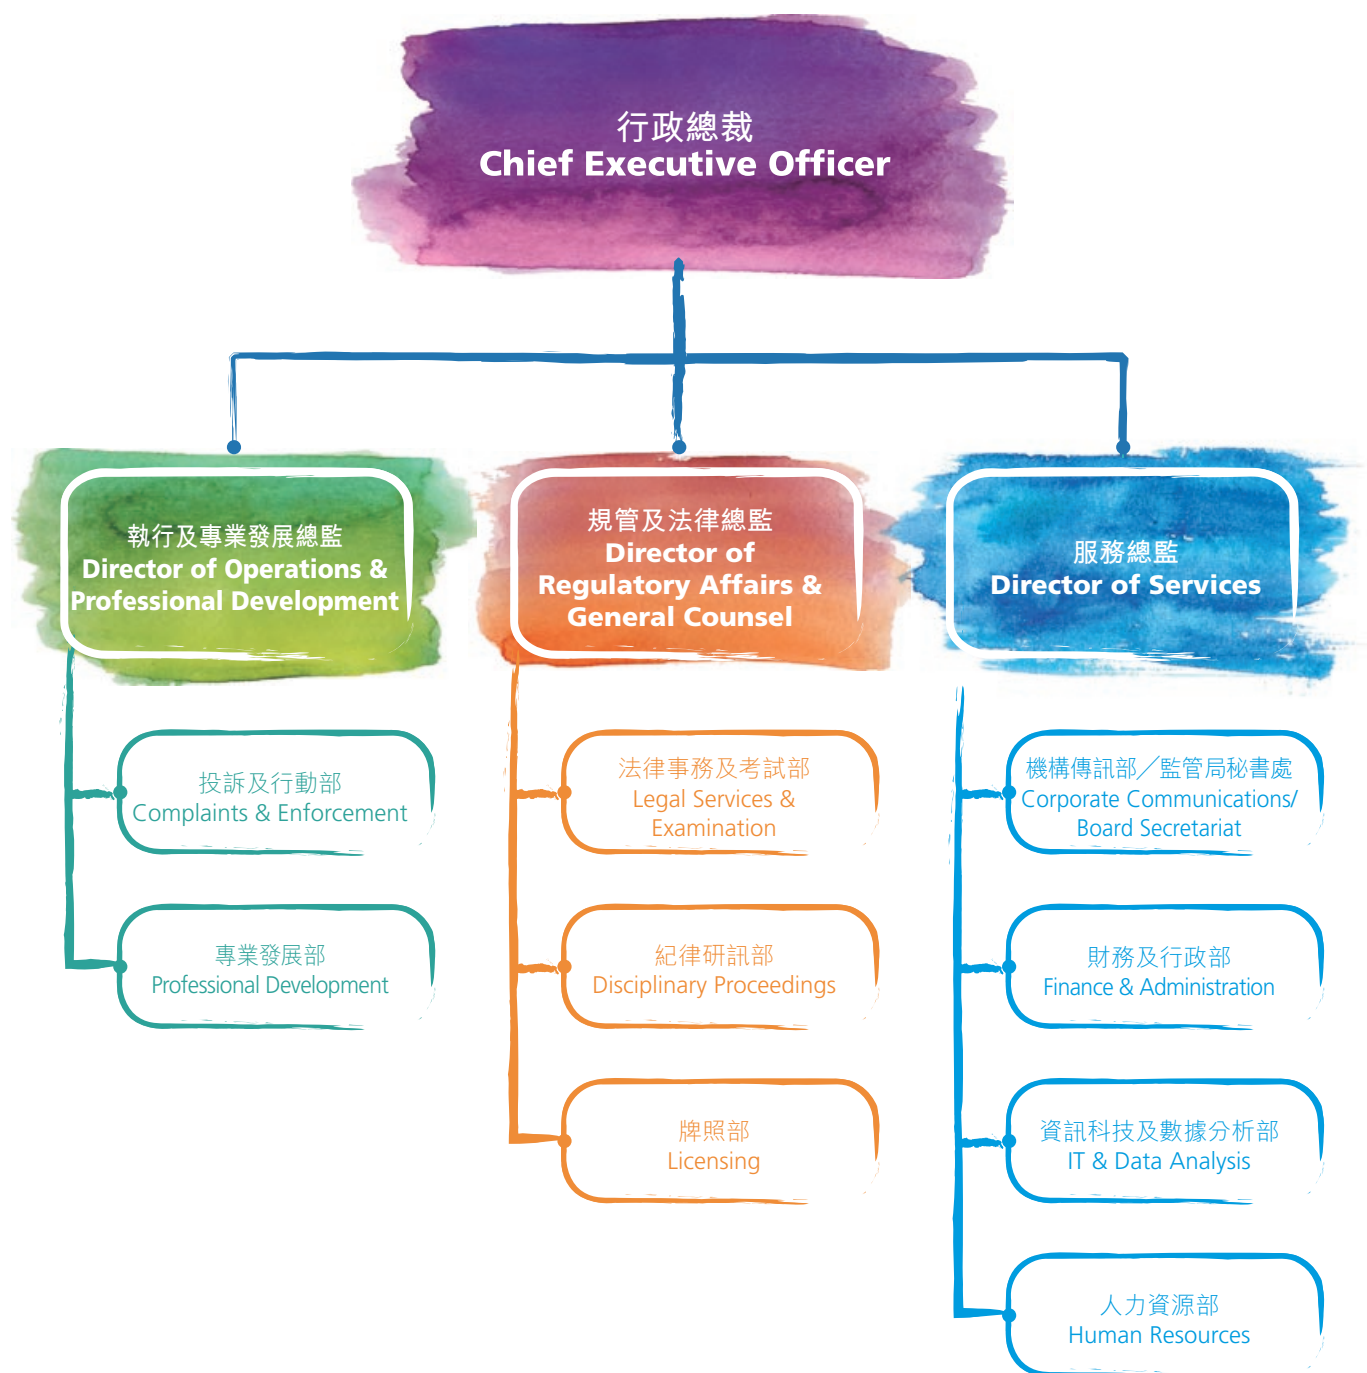 行政總裁
Chief Executive Officer
執行及專業發展總監
Director of Operations &
Professional Development
規管及法律總監
Director of
Regulatory Affairs &
General Counsel
服務總監
Director of Services
投訴及行動部
Complaints & Enforcement
專業發展部
Professional Development
法律事務及考試部
Legal Services &
Examination
紀律研訊部
Disciplinary Proceedings
牌照部
Licensing
機構傳訊部／監管局秘書處
Corporate Communications/
Board Secretariat
財務及行政部
Finance & Administration
資訊科技及數據分析部
IT & Data Analysis
人力資源部
Human Resources